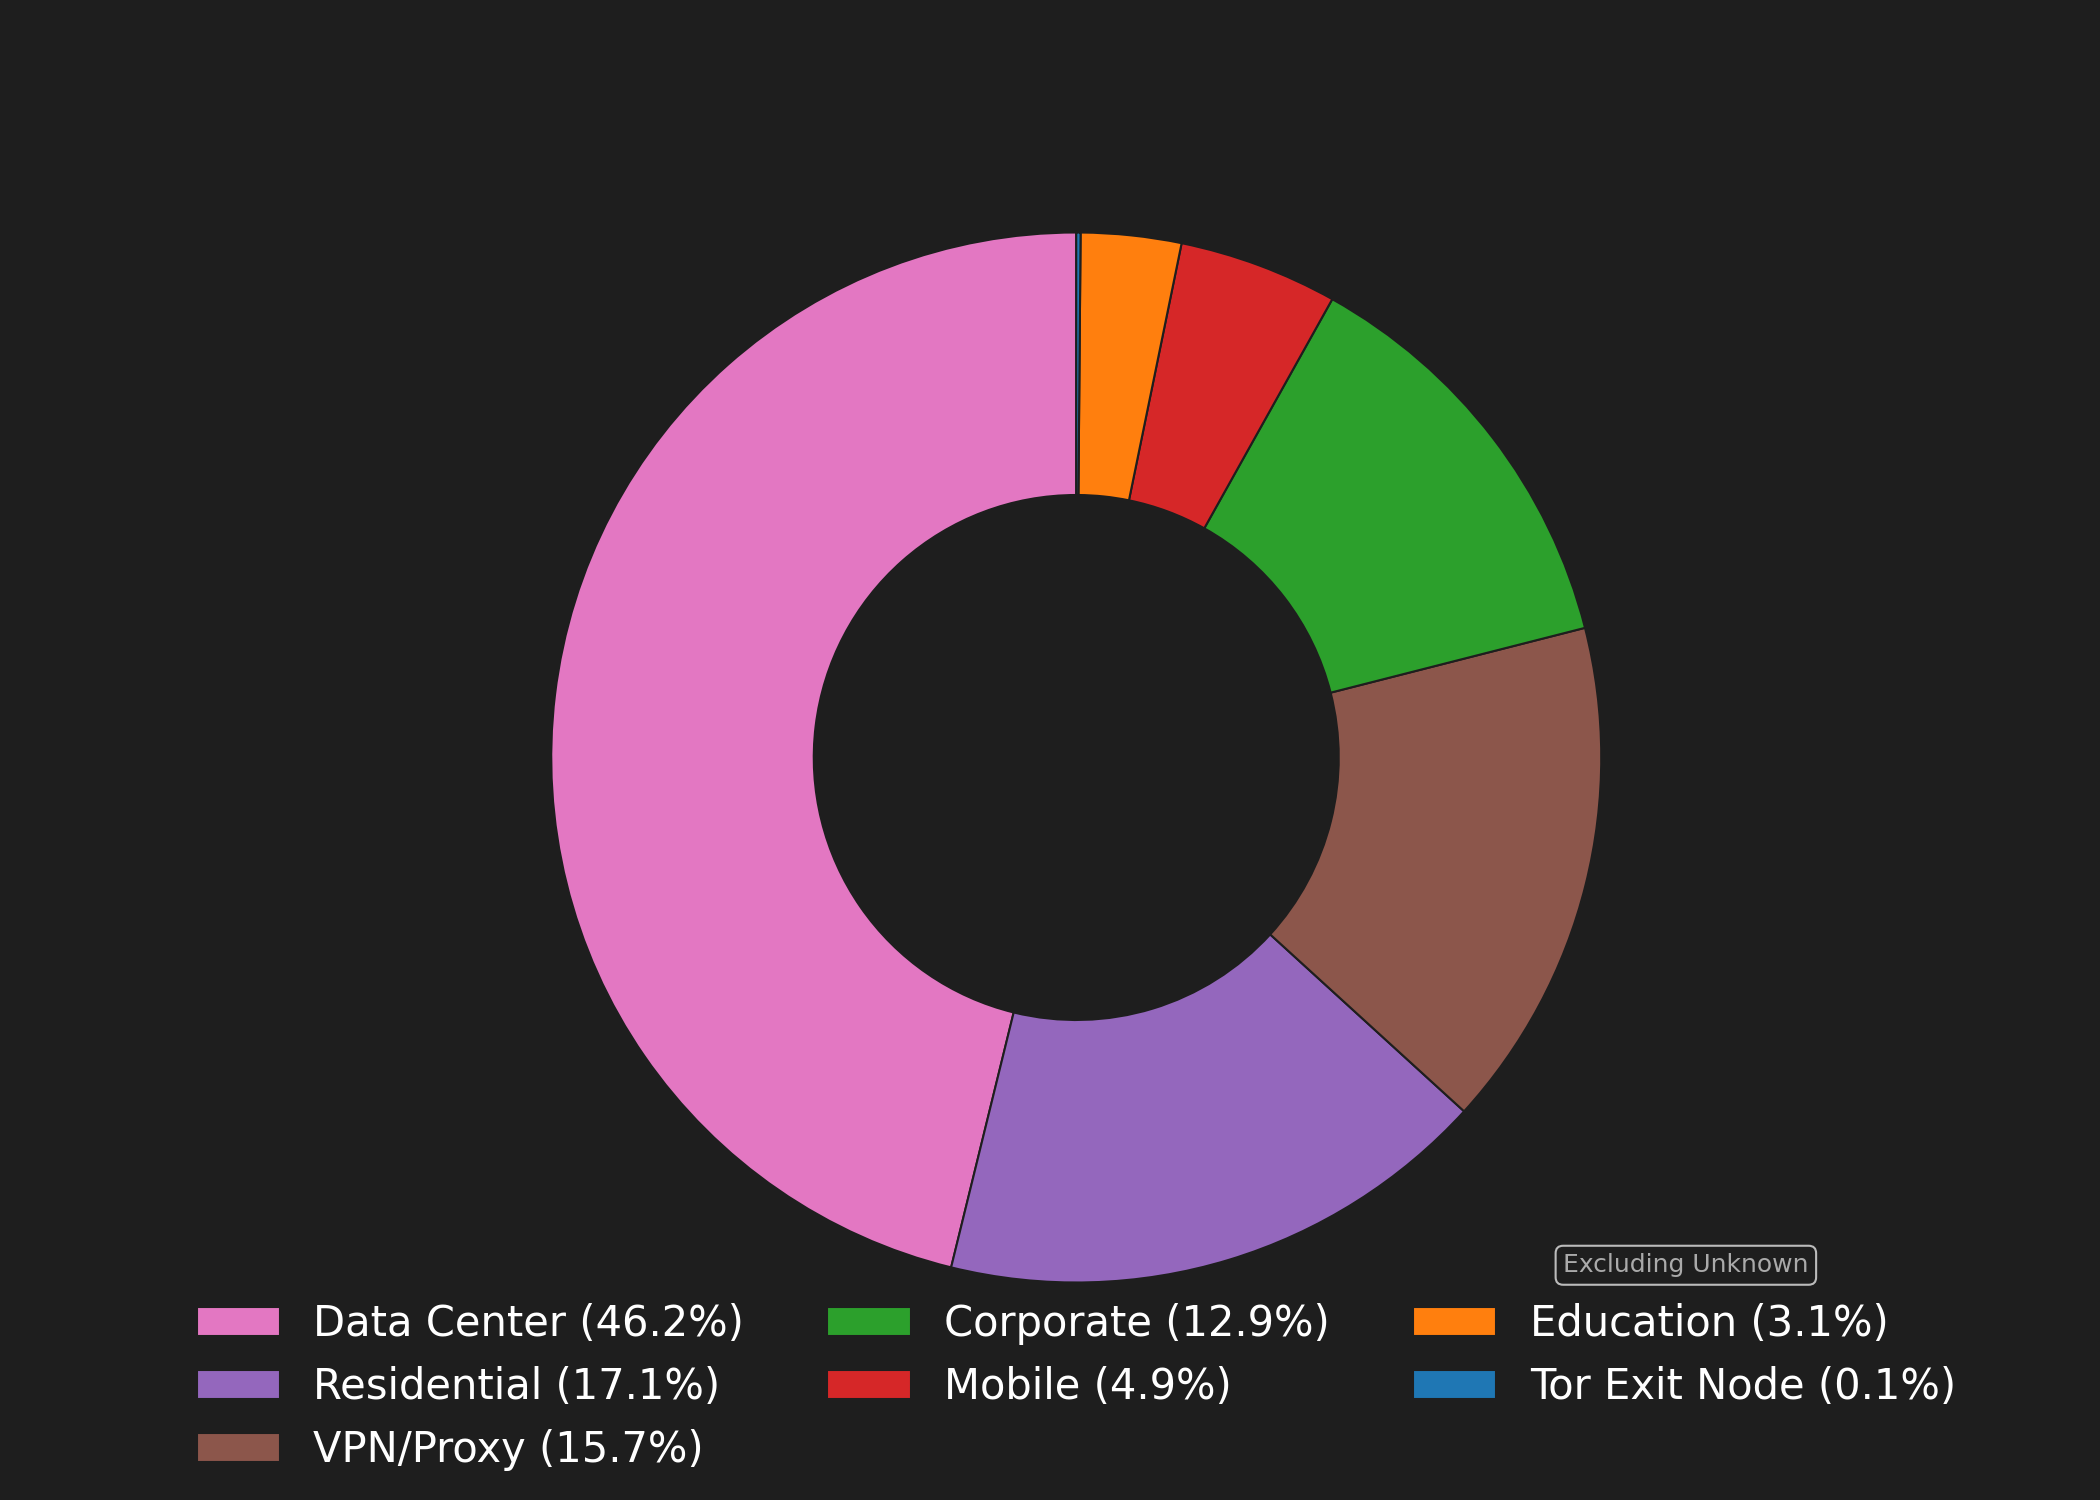 Excluding Unknown
Data Center (46.2%)
Residential (17.1%)
VPN/Proxy (15.7%)
Corporate (12.9%)
Mobile (4.9%)
Education (3.1%)
Tor Exit Node (0.1%)